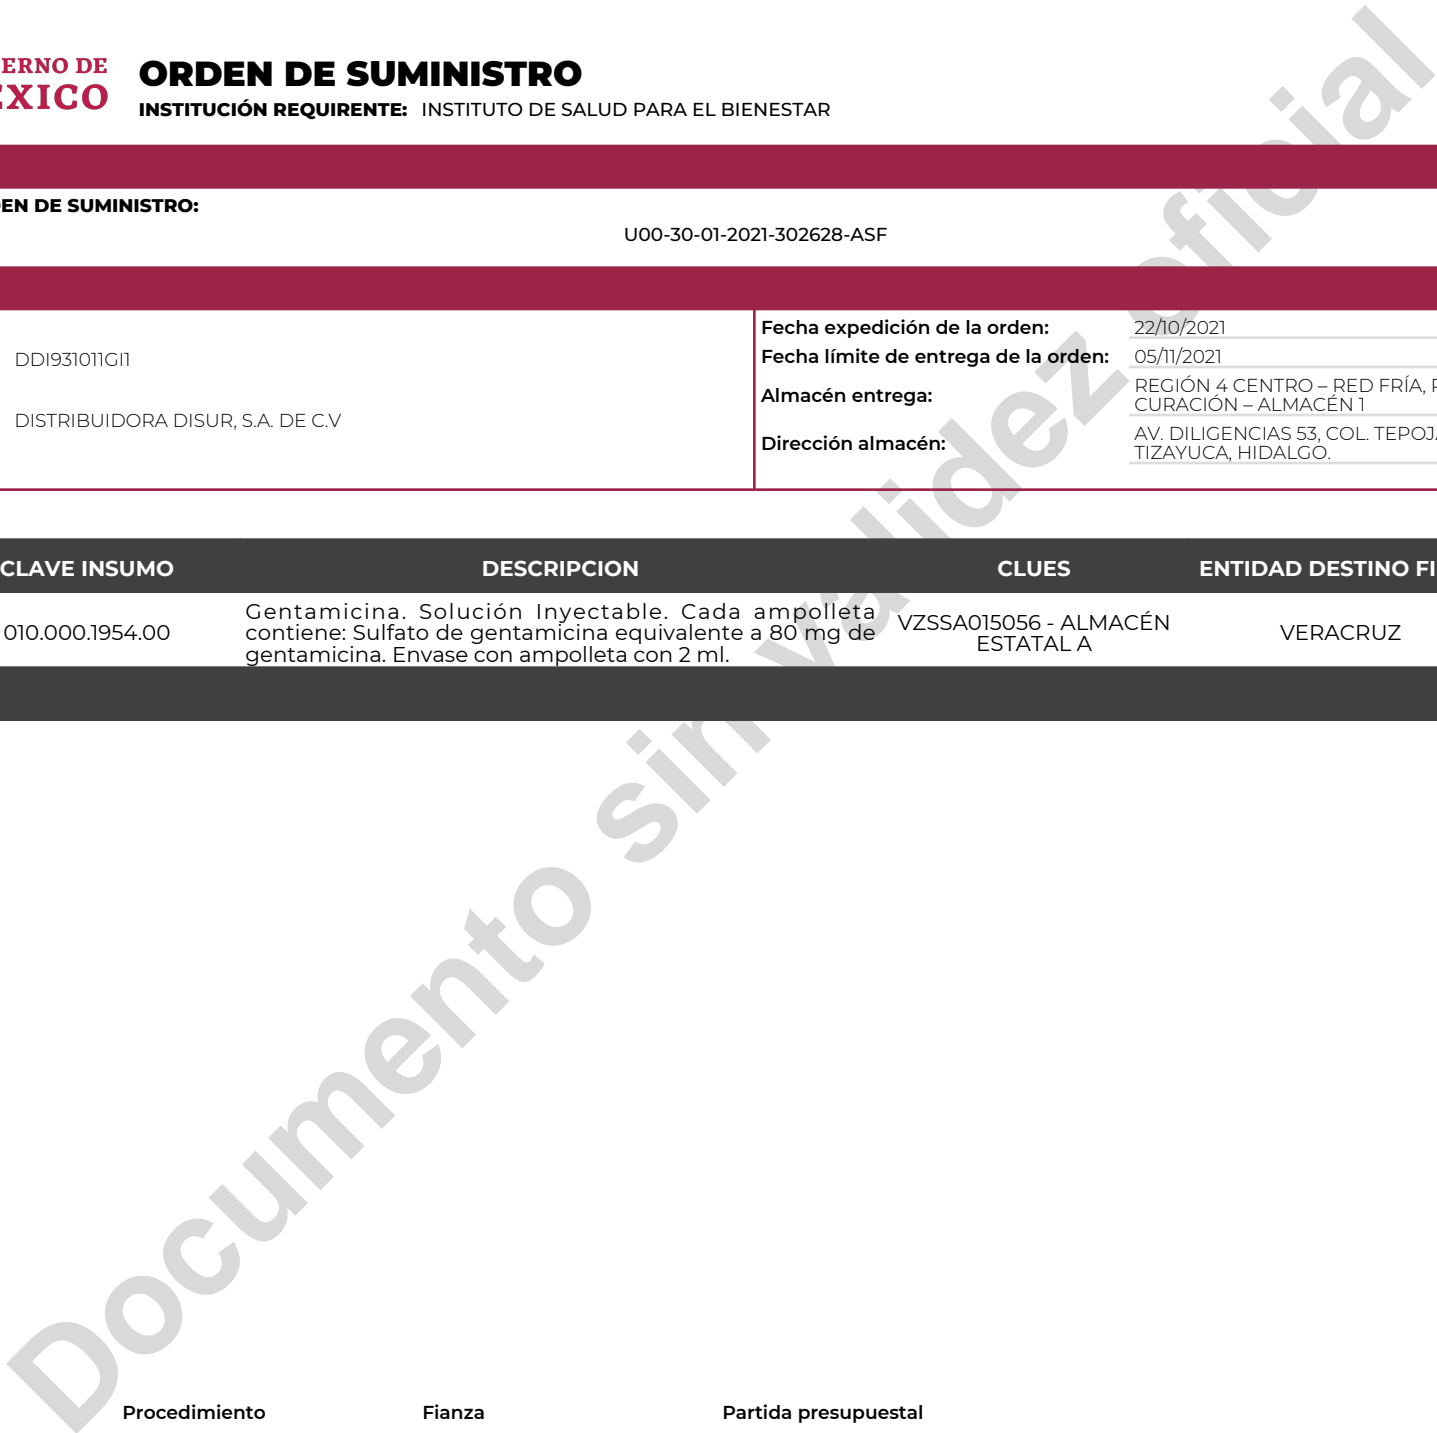 ERNO DE
ÉXICO
ORDEN DE SUMINISTRO
INSTITUCIÓN REQUIRENTE: INSTITUTO DE SALUD PARA EL BIENESTAR
EN DE SUMINISTRO:
U00-30-01-2021-302628-ASF
DDI931011GI1
DISTRIBUIDORA DISUR, S.A. DE C.V
Fecha expedición de la orden: 22/10/2021
Fecha límite de entrega de la orden: 05/11/2021
Almacén entrega: REGIÓN 4 CENTRO – RED FRÍA,
CURACIÓN – ALMACÉN 1
Dirección almacén: AV. DILIGENCIAS 53, COL. TEPOJ
TIZAYUCA, HIDALGO.
CLAVE INSUMO DESCRIPCION CLUES ENTIDAD DESTINO FI
010.000.1954.00
Gentamicina. Solución Inyectable. Cada ampolleta
contiene: Sulfato de gentamicina equivalente a 80 mg de
gentamicina. Envase con ampolleta con 2 ml.
VZSSA015056 - ALMACÉN
ESTATAL A
VERACRUZ
Documento sin validez oficial
Procedimiento Fianza Partida presupuestal